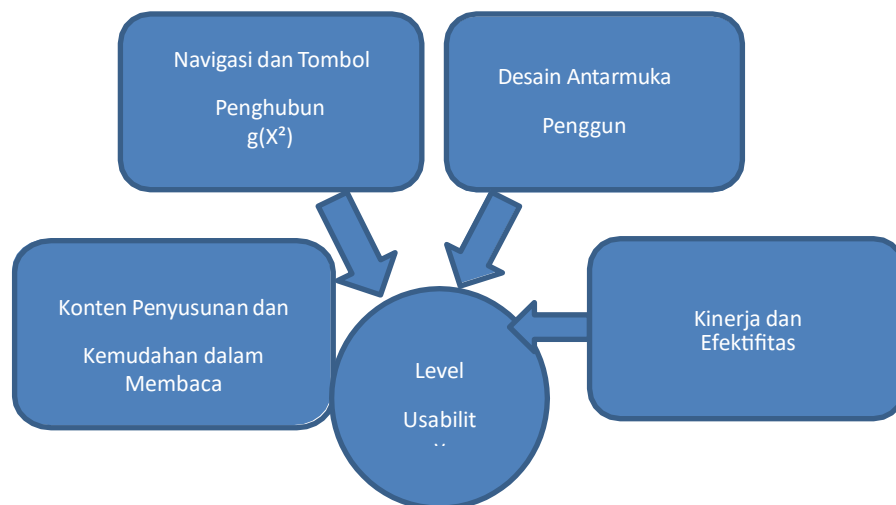 Navigasi dan Tombol
Penghubun
g(X²)
Desain Antarmuka
Penggun
Konten Penyusunan dan
Kemudahan dalam
Membaca
Kinerja dan
Efektifitas
Level
Usabilit